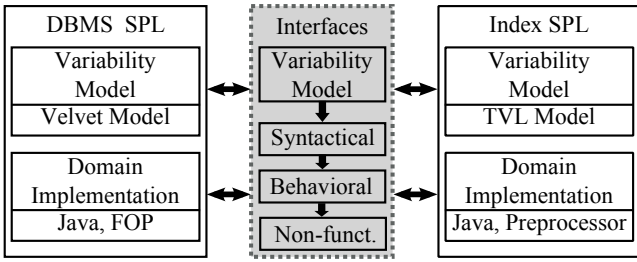 DBMS SPL
Variability
Model
Velvet Model
Domain
Implementation
Java, FOP
Interfaces
Variability
Model
Syntactical
Behavioral
Non-funct.
Index SPL
Variability
Model
TVL Model
Domain
Implementation
Java, Preprocessor